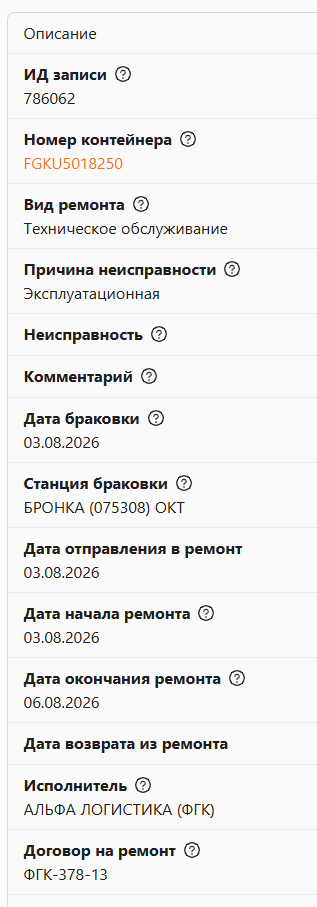 Описание
ИД записи
786062
Номер контейнера
FGKU5018250
Вид ремонта
Техническое обслуживание
Причина неисправности
Эксплуатационная
Неисправность
Комментарий
Дата браковки
03.08.2026
Станция браковки
БРОНКА (075308) ОКТ
Дата отправления в ремонт
03.08.2026
Дата начала ремонта
03.08.2026
Дата окончания ремонта
06.08.2026
Дата возврата из ремонта
Исполнитель
АЛЬФА ЛОГИСТИКА (ФГК)
Договор на ремонт
ФГК-378-13